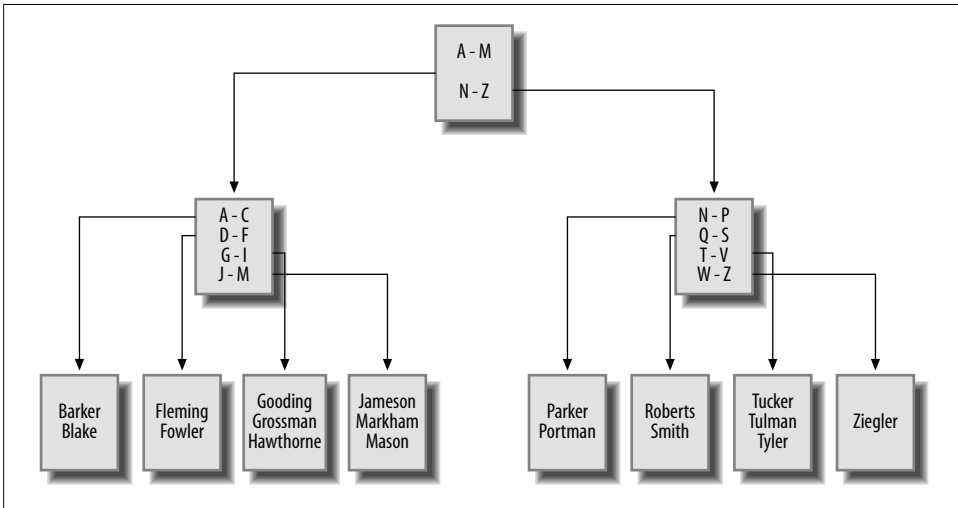 A - M
N - Z
A - C
D - F
G - I
J - M
N - P
Q - S
T - V
W - Z
Barker
Blake
Fleming
Fowler
Gooding
Grossman
Hawthorne
Jameson
Markham
Mason
Parker
Portman
Roberts
Smith
Tucker
Tulman
Tyler
Ziegler